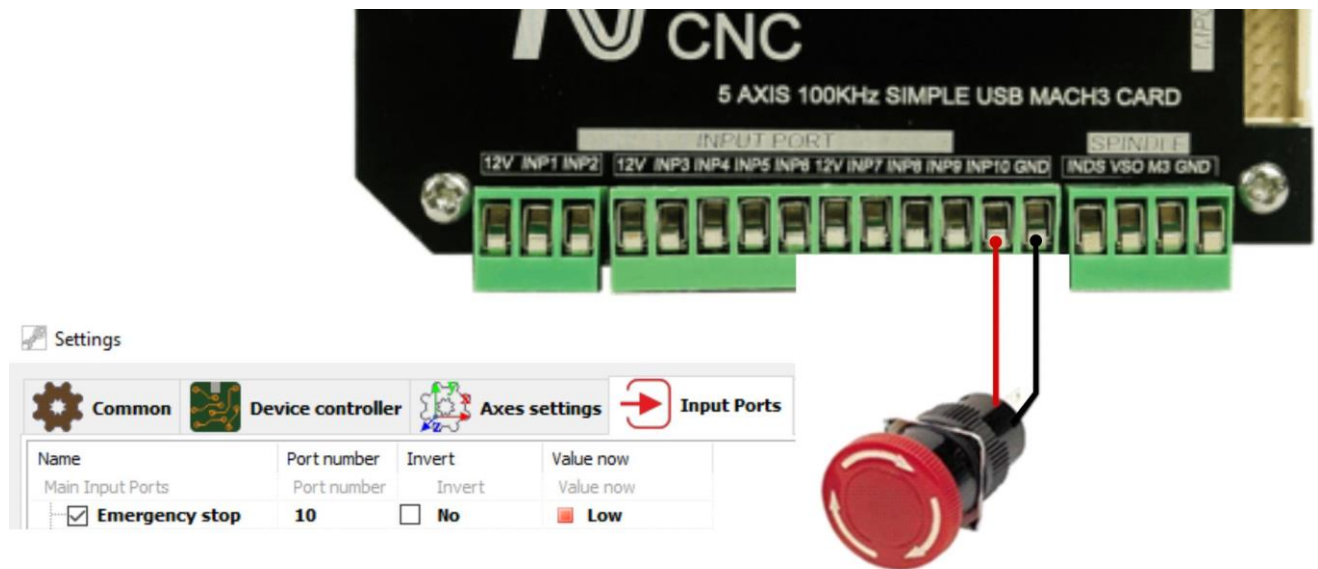 CNC
5 AXIS 100KHz SIMPLE USB MACH3 CARD
INPUT PORT
SPINDLE
12V INP1 INP2 12V INP3 INP4 INP5 INP6 12V INP7 INP8 INP9 INP10 GND INDS VSO M3 GND
Settings
Common Device controller Axes settings Input Ports
Name Port number Invert Value now
Main Input Ports Port number Invert Value now
Emergency stop 10 No Low